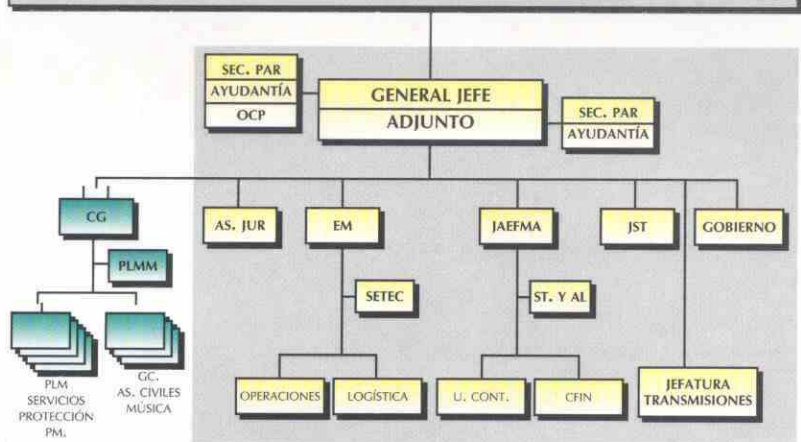 SEC. PAR
AYUDANTÍA
OCP
GENERAL JEFE
ADJUNTO
SEC. PAR
AYUDANTÍA
CG
AS. JUR
EM
JAEFMA
JST
GOBIERNO
PLMM
SETEC
ST. Y AL
PLM
SERVICIOS
PROTECCIÓN
PM.
GC.
AS. CIVILES
MÚSICA
OPERACIONES
LOGÍSTICA
U. CONT.
CFIN
JEFATURA
TRANSMISIONES